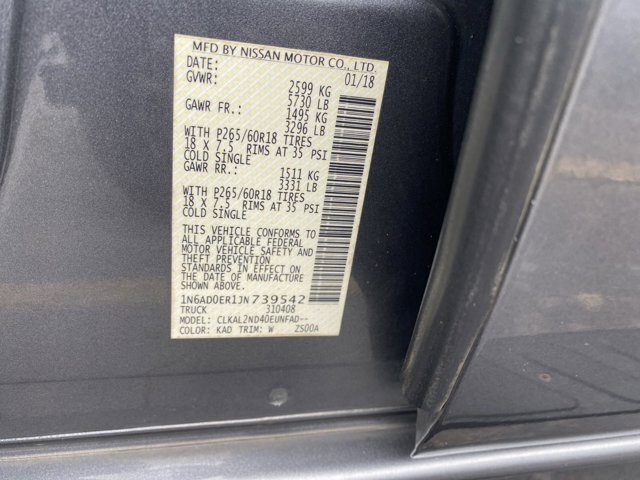 MFD BY NISSAN MOTOR CO., LTD.
DATE: 01/18
GVWR: 2599 KG
5730 LB
GAWR FR.: 1495 KG
3296 LB
WITH P265/60R18 TIRES
18 X 7.5 RIMS AT 35 PSI
COLD SINGLE
GAWR RR.: 1511 KG
3331 LB
WITH P265/60R18 TIRES
18 X 7.5 RIMS AT 35 PSI
COLD SINGLE
THIS VEHICLE CONFORMS TO
ALL APPLICABLE FEDERAL
MOTOR VEHICLE SAFETY AND
THEFT PREVENTION
STANDARDS IN EFFECT ON
THE DATE OF MANUFACTURE
SHOWN ABOVE.
1N6AD0ER1JN739542
TRUCK 310408
MODEL: CLKAL2ND40EUNFAD--
COLOR: KAD TRIM: W ZS00A